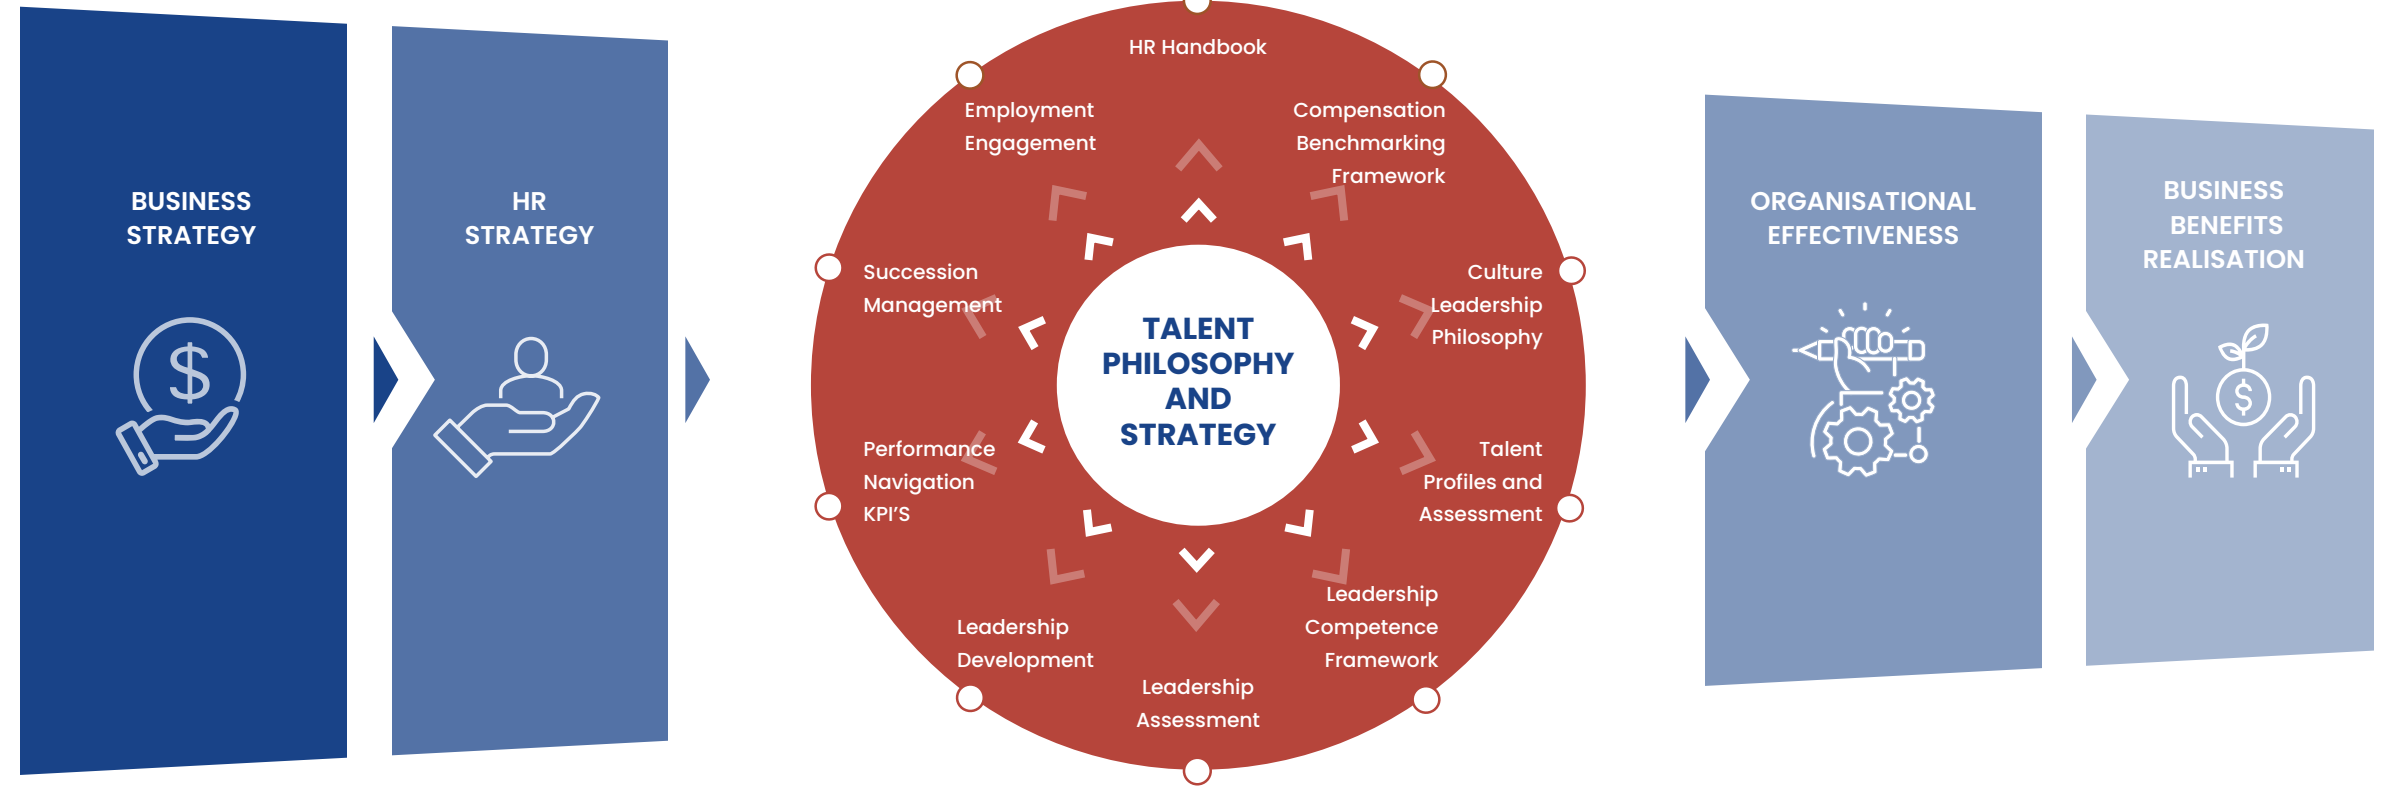 BUSINESS
STRATEGY
HR
STRATEGY
HR Handbook
Employment
Engagement
Compensation
Benchmarking
Framework
Succession
Management
Culture
Leadership
Philosophy
TALENT
PHILOSOPHY
AND
STRATEGY
Performance
Navigation
KPI’S
Talent
Profiles and
Assessment
Leadership
Development
Leadership
Competence
Framework
Leadership
Assessment
ORGANISATIONAL
EFFECTIVENESS
BUSINESS
BENEFITS
REALISATION
$
$